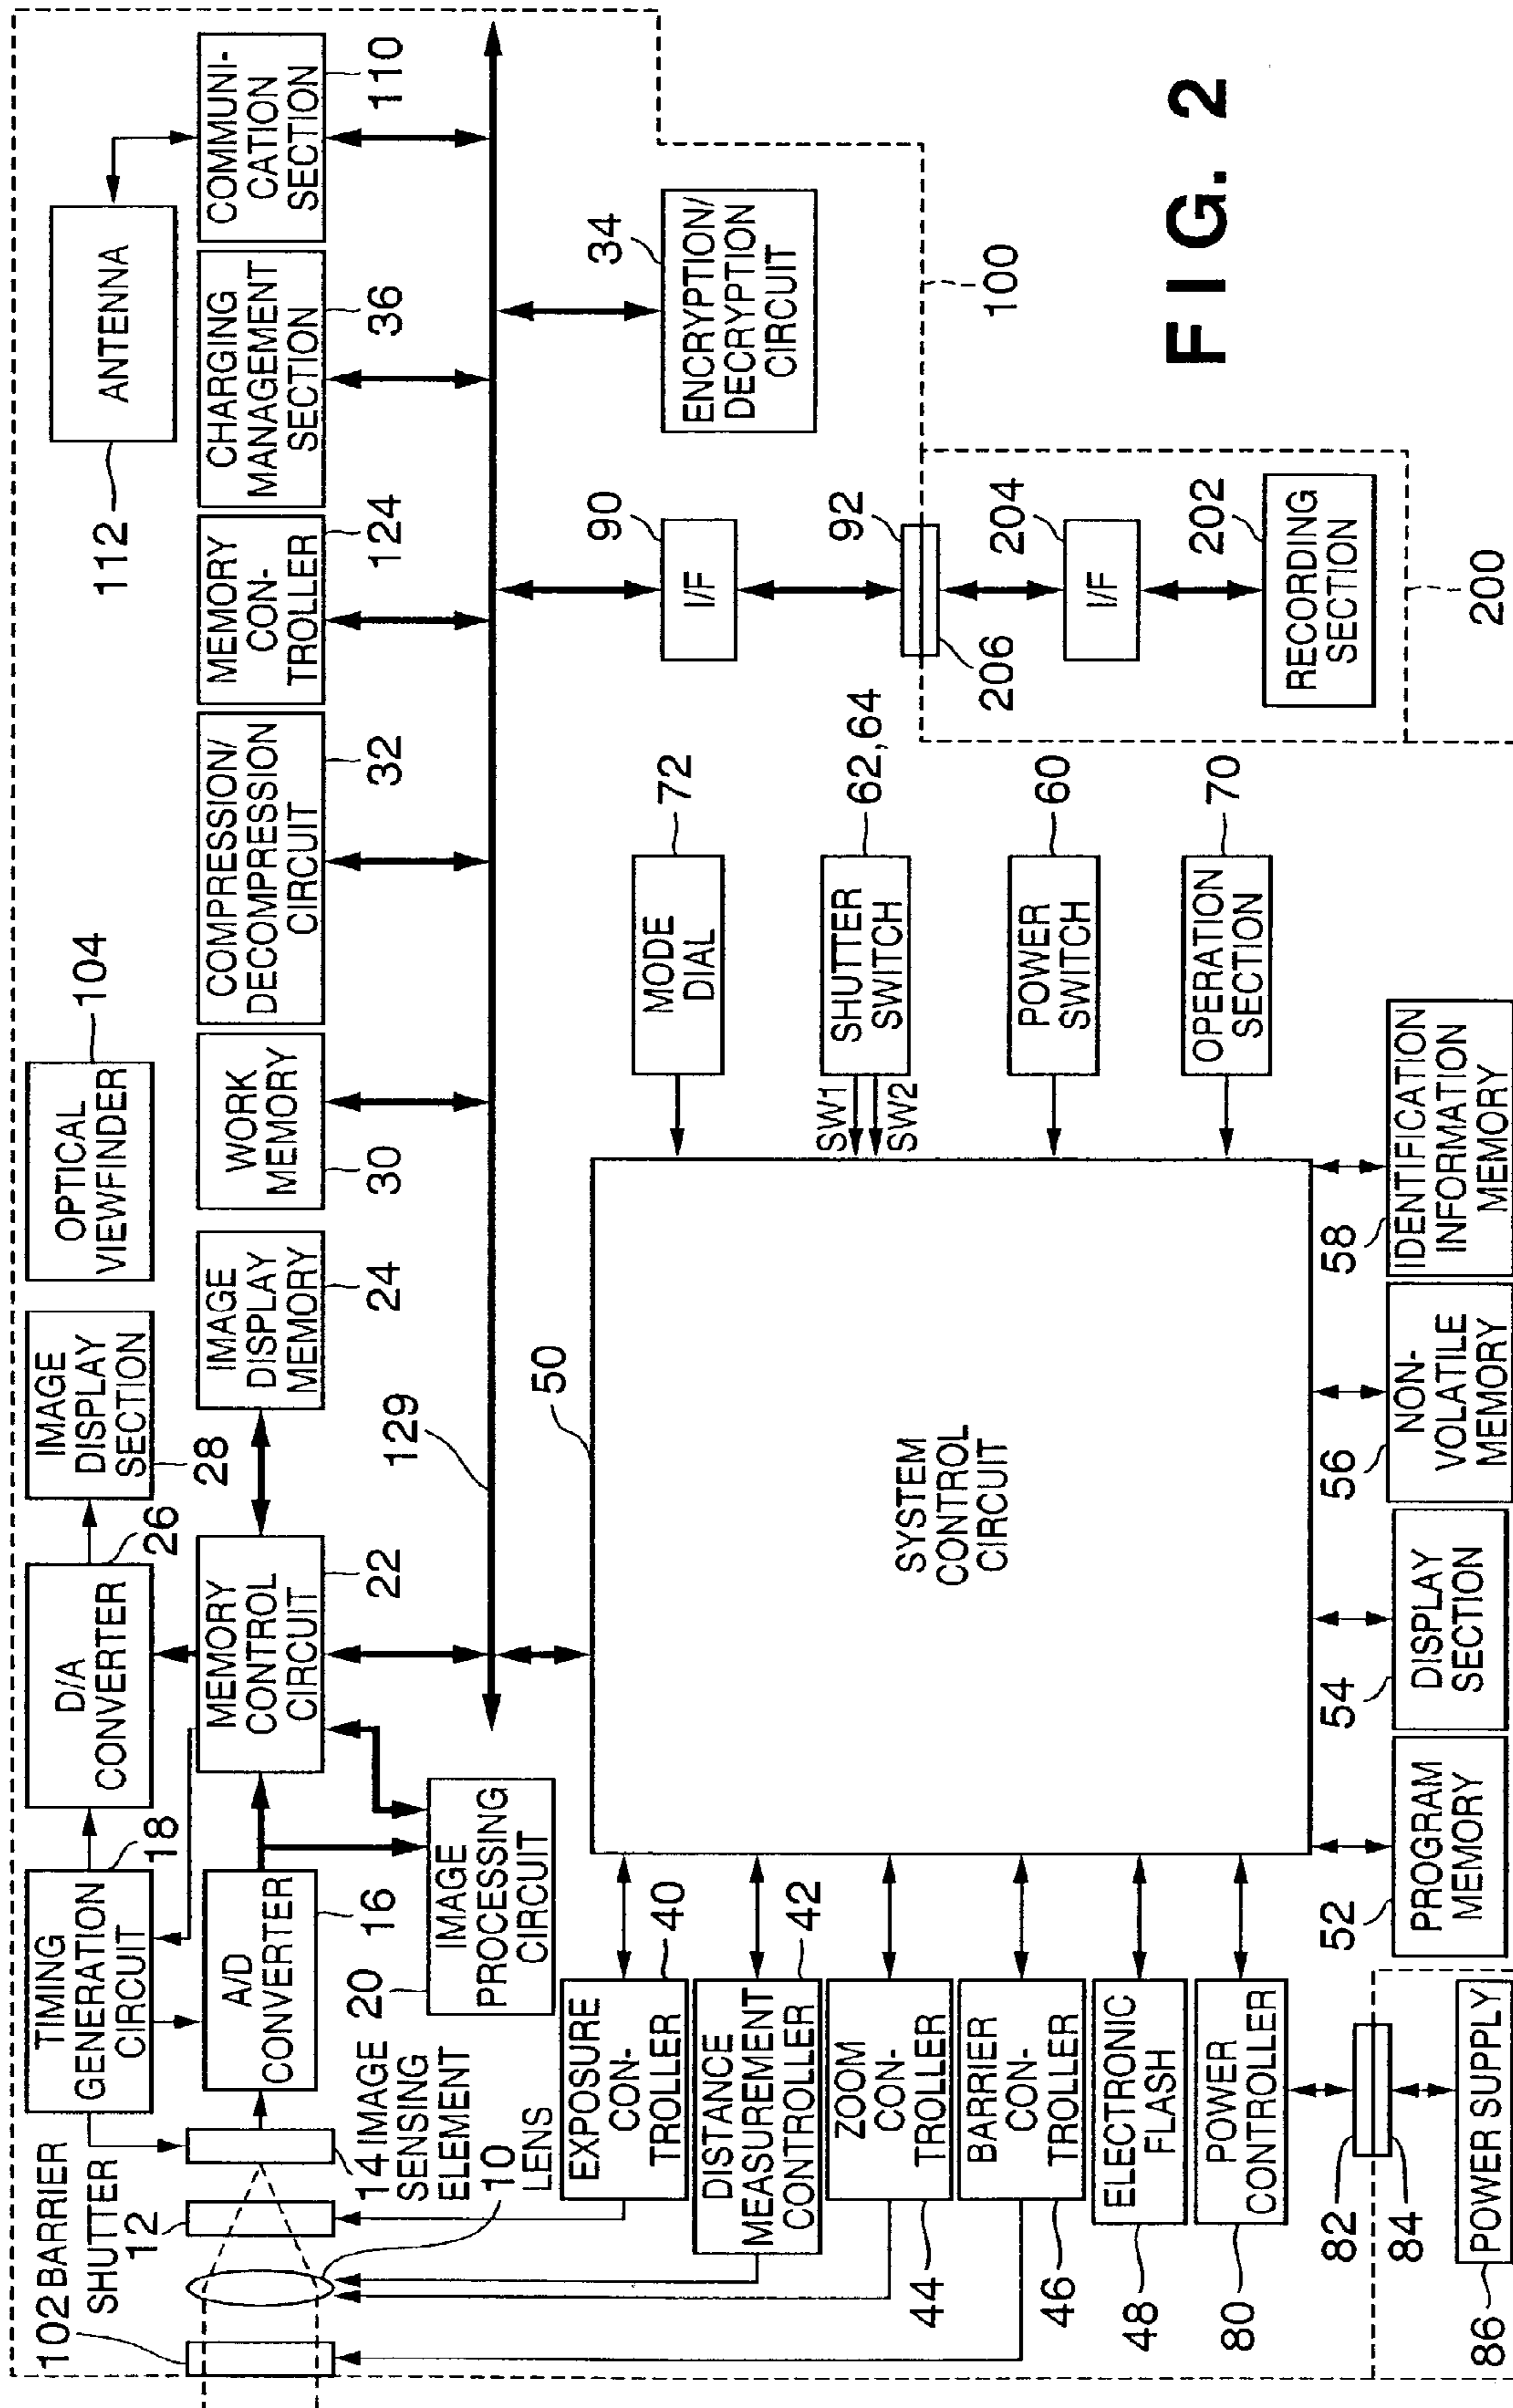 102 BARRIER
SHUTTER
12
14 IMAGE
SENSING
ELEMENT
10
LENS
TIMING
GENERATION
CIRCUIT
18
A/D
CONVERTER
16
D/A
CONVERTER
26
IMAGE
DISPLAY
SECTION
28
OPTICAL
VIEWFINDER
104
ANTENNA
112
MEMORY
CONTROL
CIRCUIT
22
IMAGE
DISPLAY
MEMORY
24
WORK
MEMORY
30
COMPRESSION/
DECOMPRESSION
CIRCUIT
32
MEMORY
CON-
TROLLER
124
CHARGING
MANAGEMENT
SECTION
36
COMMUNI-
CATION
SECTION
110
20
IMAGE
PROCESSING
CIRCUIT
129
50
SYSTEM
CONTROL
CIRCUIT
EXPOSURE
CON-
TROLLER
40
DISTANCE
MEASUREMENT
CONTROLLER
42
ZOOM
CON-
TROLLER
44
BARRIER
CON-
TROLLER
46
ELECTRONIC
FLASH
48
POWER
CONTROLLER
80
82
84
POWER SUPPLY
86
52
PROGRAM
MEMORY
54
DISPLAY
SECTION
56
NON-
VOLATILE
MEMORY
58
IDENTIFICATION
INFORMATION
MEMORY
MODE
DIAL
72
SW1
SW2
SHUTTER
SWITCH
62,64
POWER
SWITCH
60
OPERATION
SECTION
70
I/F
90
92
206
I/F
204
RECORDING
SECTION
202
200
ENCRYPTION/
DECRYPTION
CIRCUIT
34
100
FIG. 2